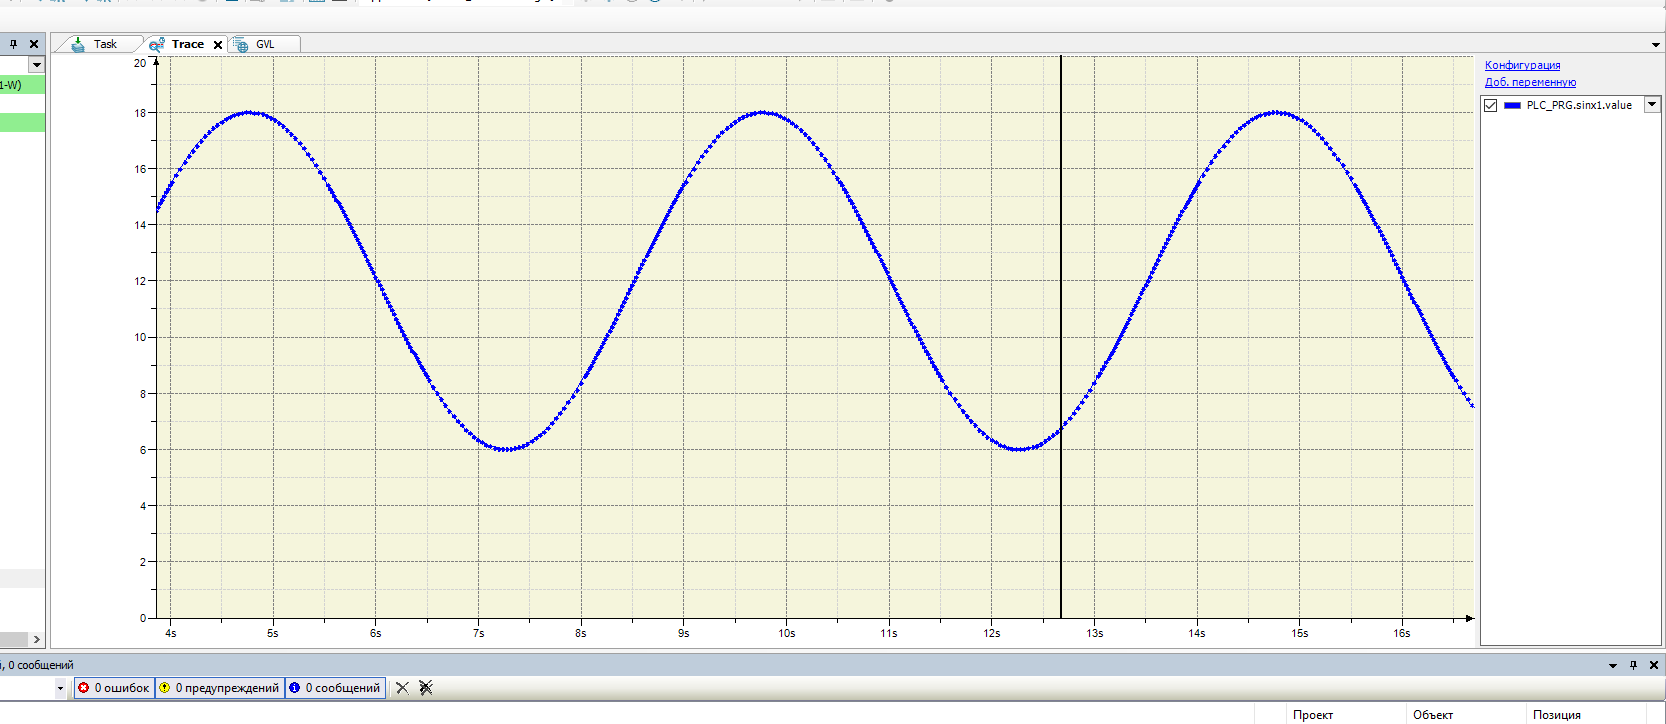 Task Trace GVL
1-W)
20
18
16
14
12
10
8
6
4
2
0
4s 5s 6s 7s 8s 9s 10s 11s 12s 13s 14s 15s 16s
Конфигурация
Доб. переменную
PLC_PRG.sinx1.value
, 0 сообщений
0 ошибок 0 предупреждений 0 сообщений
Проект Объект Позиция